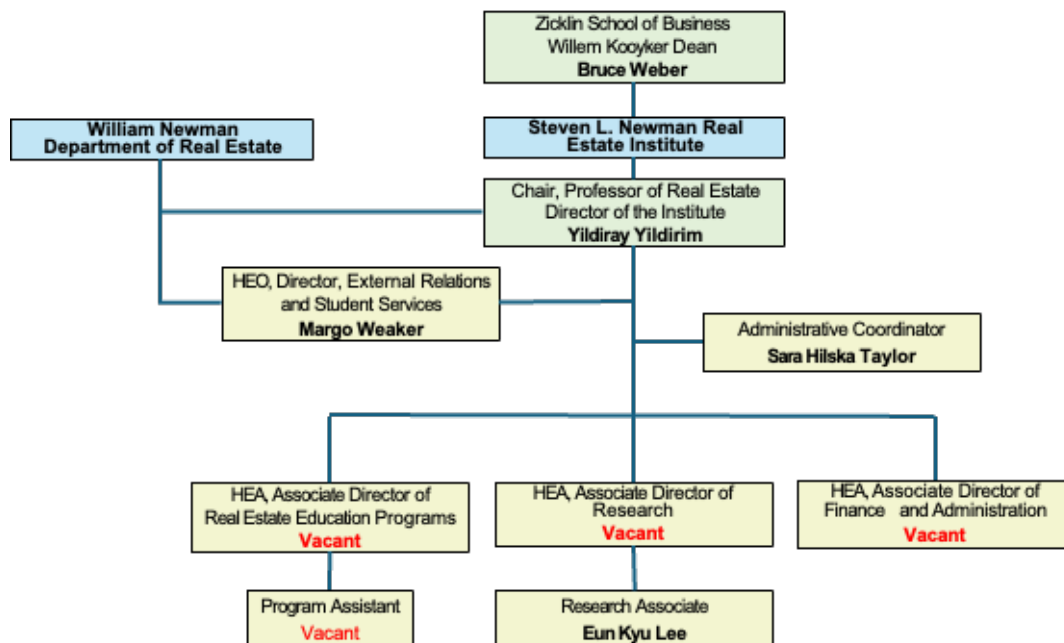 Zicklin School of Business
Willem Kooyker Dean
Bruce Weber
William Newman
Department of Real Estate
Steven L. Newman Real
Estate Institute
Chair, Professor of Real Estate
Director of the Institute
Yildiray Yildirim
HEO, Director, External Relations
and Student Services
Margo Weaker
Administrative Coordinator
Sara Hilska Taylor
HEA, Associate Director of
Real Estate Education Programs
Vacant
HEA, Associate Director of
Research
Vacant
HEA, Associate Director of
Finance and Administration
Vacant
Program Assistant
Vacant
Research Associate
Eun Kyu Lee